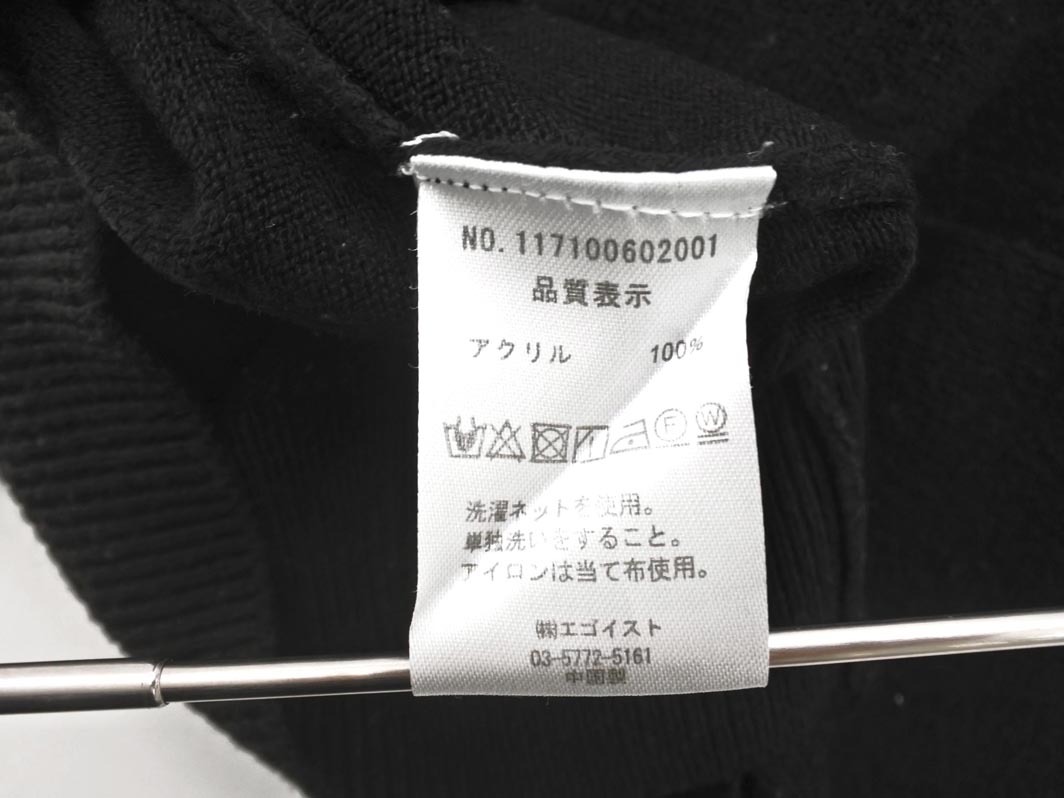 NO. 117100602001
品質表示
アクリル 100%
F W
洗濯ネットを使用。
単独洗いをすること。
アイロンは当て布使用。
㈱エゴイスト
03-5772-5161
中国製